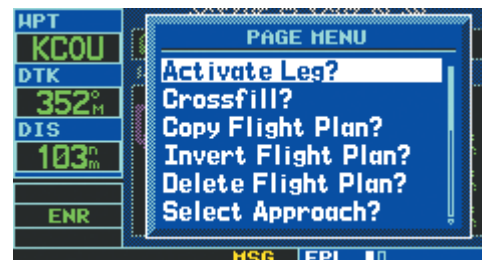 WPT
KCOU
DTK
352°M
DIS
103nm
ENR
PAGE MENU
Activate Leg?
Crossfill?
Copy Flight Plan?
Invert Flight Plan?
Delete Flight Plan?
Select Approach?
MSG FPL